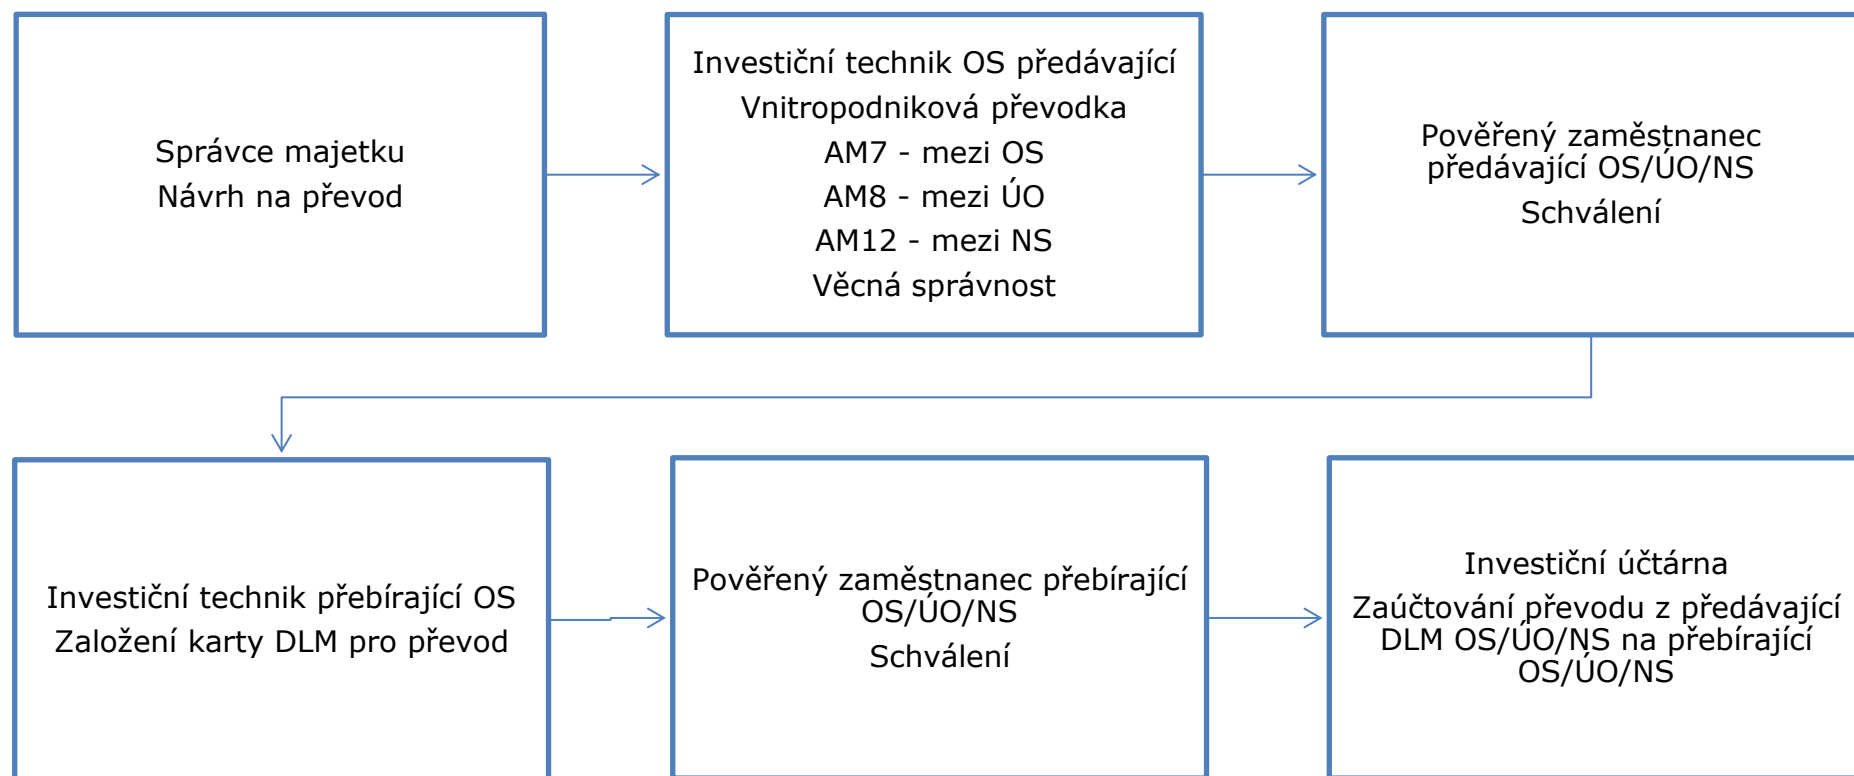 Správce majetku
Návrh na převod
Investiční technik OS předávající
Vnitropodniková převodka
AM7 - mezi OS
AM8 - mezi ÚO
AM12 - mezi NS
Věcná správnost
Pověřený zaměstnanec
předávající OS/ÚO/NS
Schválení
Investiční technik přebírající OS
Založení karty DLM pro převod
Pověřený zaměstnanec přebírající
OS/ÚO/NS
Schválení
Investiční účtárna
Zaúčtování převodu z předávající
DLM OS/ÚO/NS na přebírající
OS/ÚO/NS